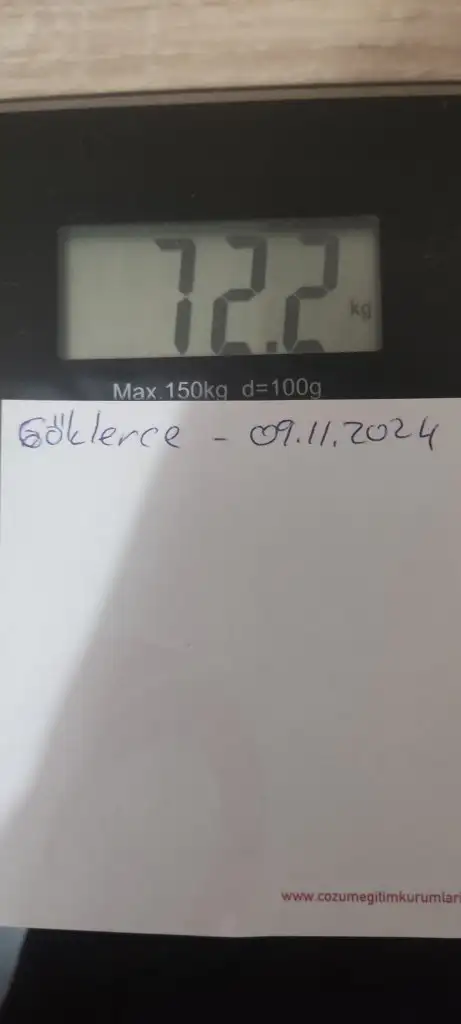 72.2 kg
Max.150kg d=100g
Göklerce - 09.11.2024
www.cozumegitimkurumlari